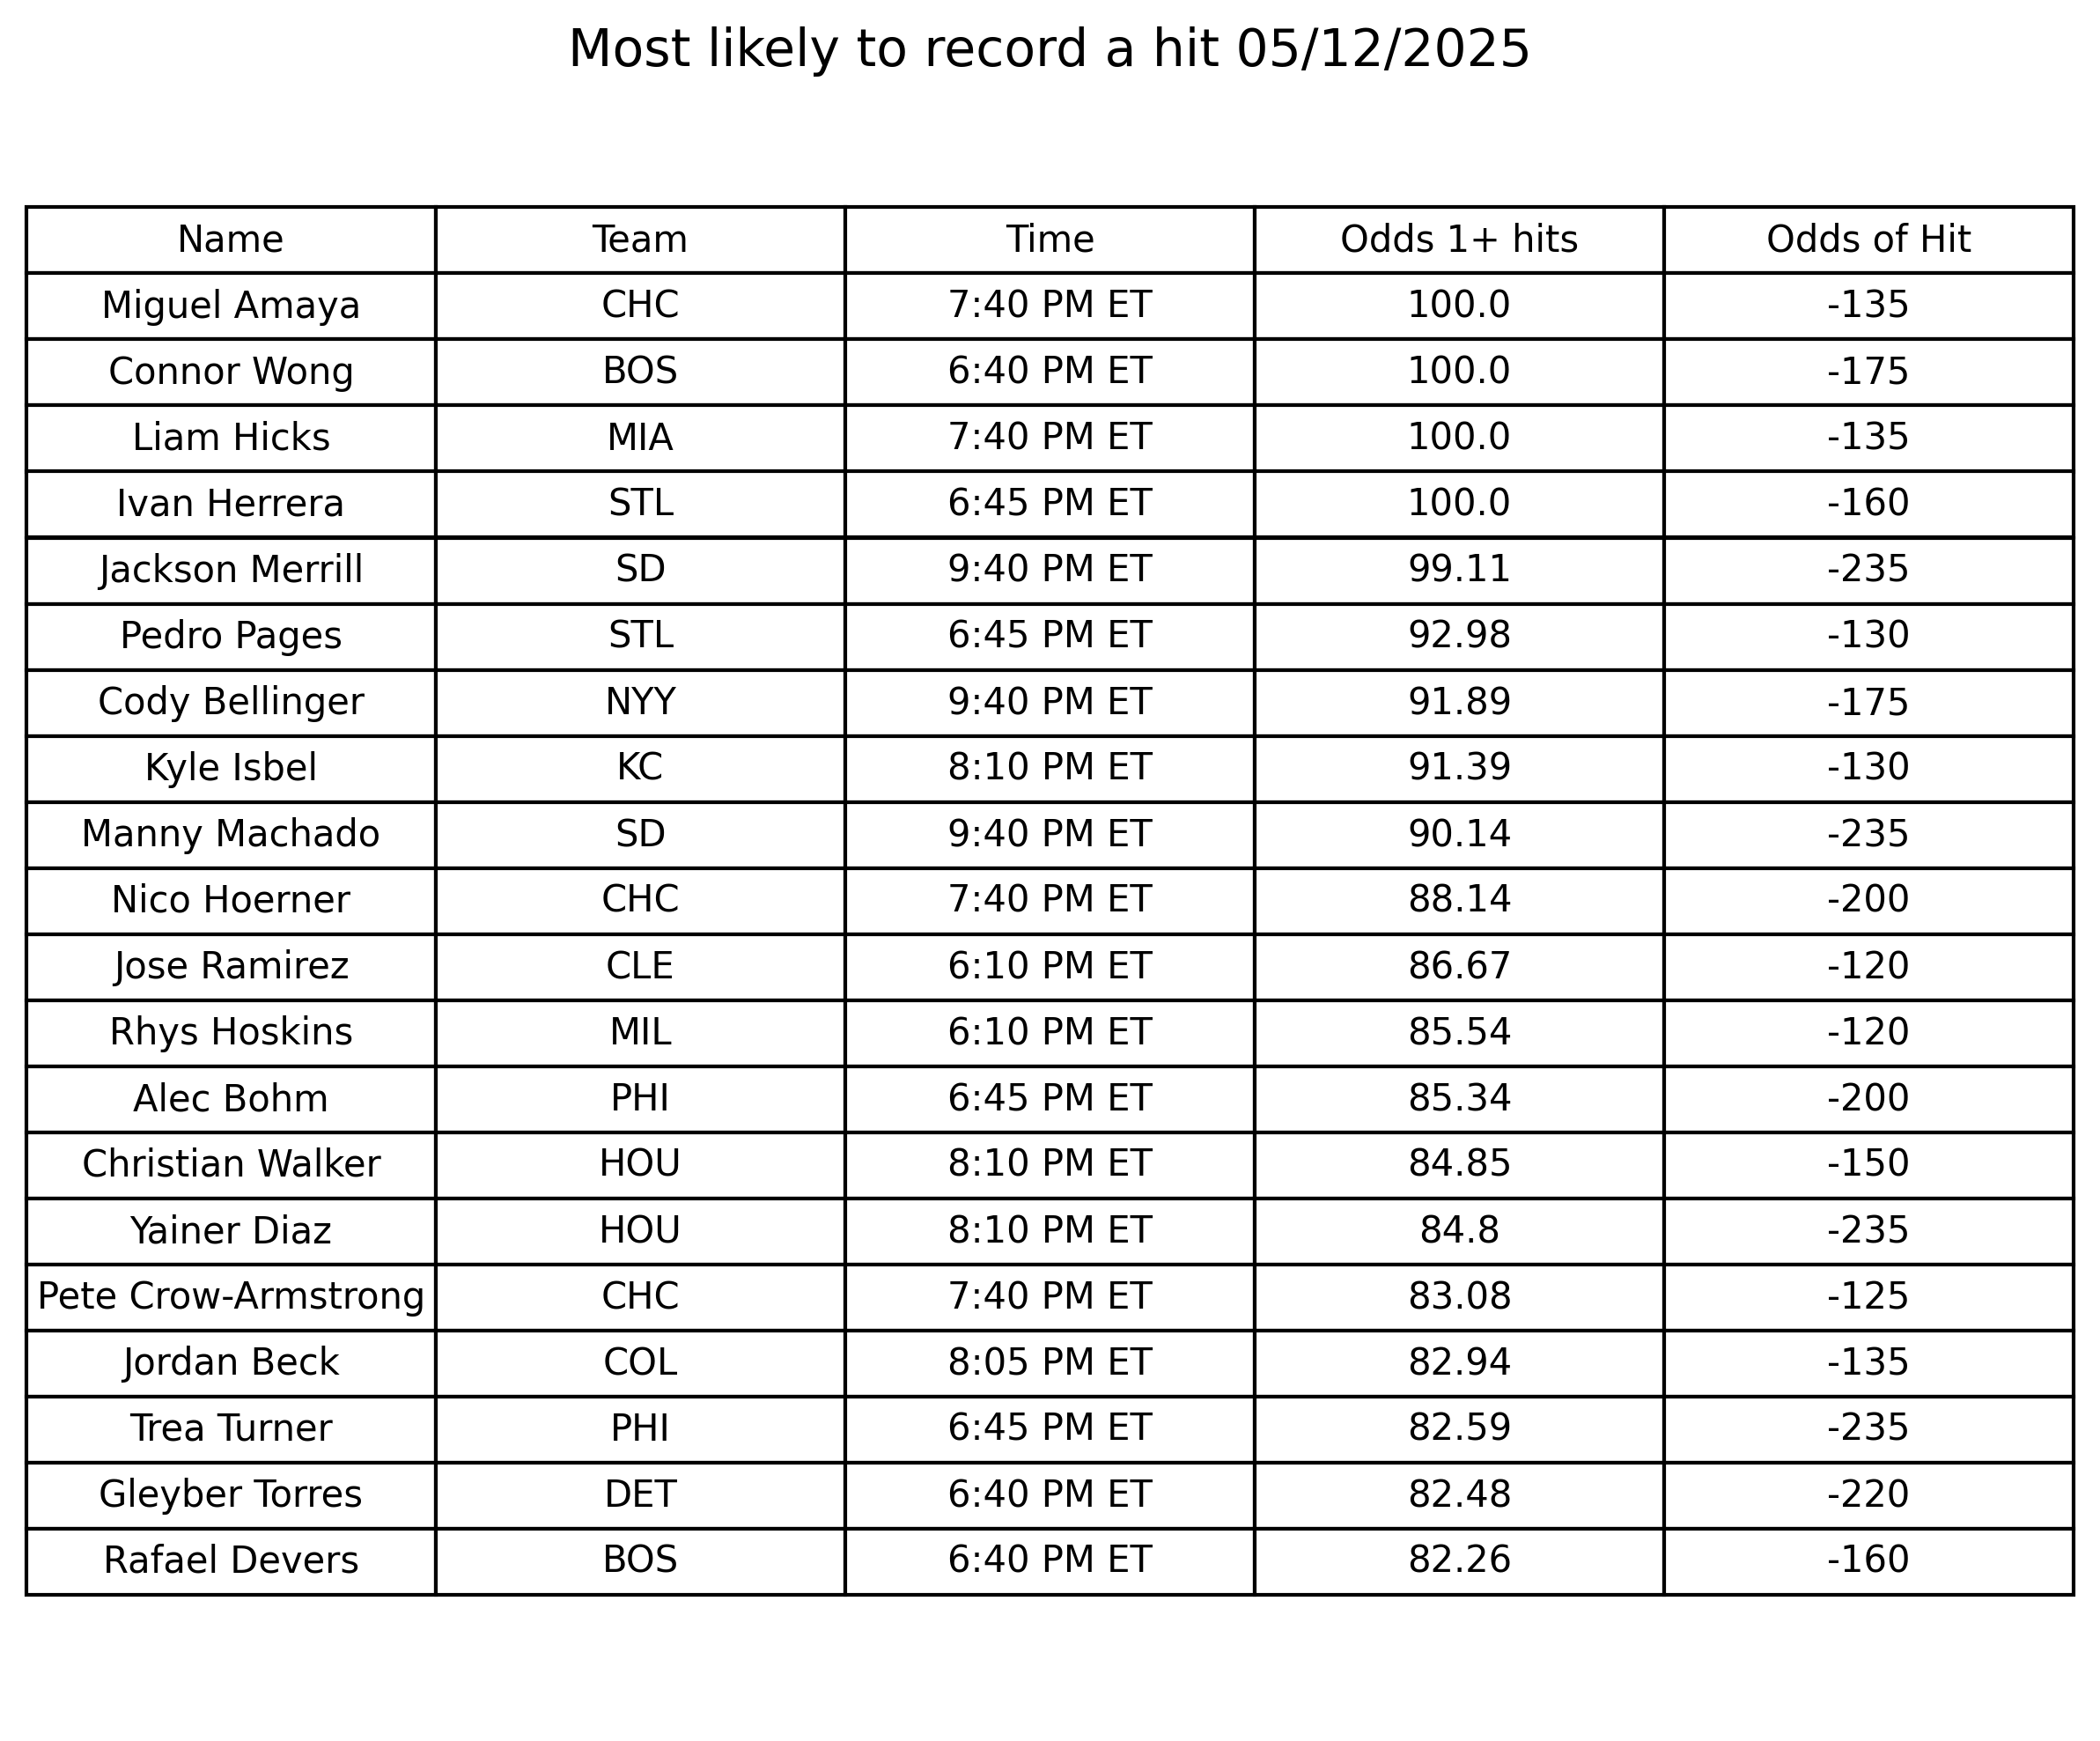 Most likely to record a hit 05/12/2025
Name Team Time Odds 1+ hits Odds of Hit
Miguel Amaya CHC 7:40 PM ET 100.0 -135
Connor Wong BOS 6:40 PM ET 100.0 -175
Liam Hicks MIA 7:40 PM ET 100.0 -135
Ivan Herrera STL 6:45 PM ET 100.0 -160
Jackson Merrill SD 9:40 PM ET 99.11 -235
Pedro Pages STL 6:45 PM ET 92.98 -130
Cody Bellinger NYY 9:40 PM ET 91.89 -175
Kyle Isbel KC 8:10 PM ET 91.39 -130
Manny Machado SD 9:40 PM ET 90.14 -235
Nico Hoerner CHC 7:40 PM ET 88.14 -200
Jose Ramirez CLE 6:10 PM ET 86.67 -120
Rhys Hoskins MIL 6:10 PM ET 85.54 -120
Alec Bohm PHI 6:45 PM ET 85.34 -200
Christian Walker HOU 8:10 PM ET 84.85 -150
Yainer Diaz HOU 8:10 PM ET 84.8 -235
Pete Crow-Armstrong CHC 7:40 PM ET 83.08 -125
Jordan Beck COL 8:05 PM ET 82.94 -135
Trea Turner PHI 6:45 PM ET 82.59 -235
Gleyber Torres DET 6:40 PM ET 82.48 -220
Rafael Devers BOS 6:40 PM ET 82.26 -160